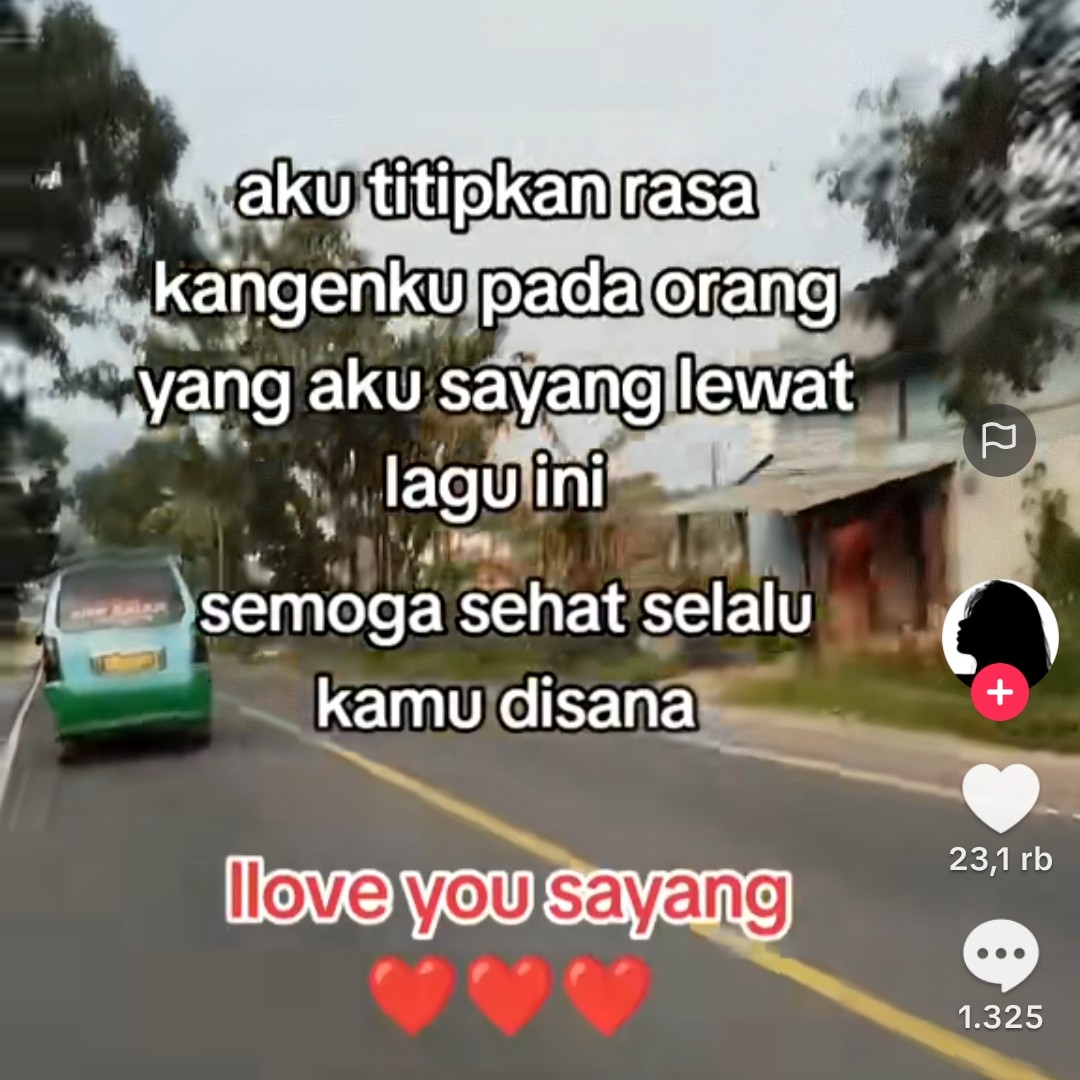 aku titipkan rasa
kangenku pada orang
yang aku sayang lewat
lagu ini
semoga sehat selalu
kamu disana
Ilove you sayang
23,1 rb
1.325